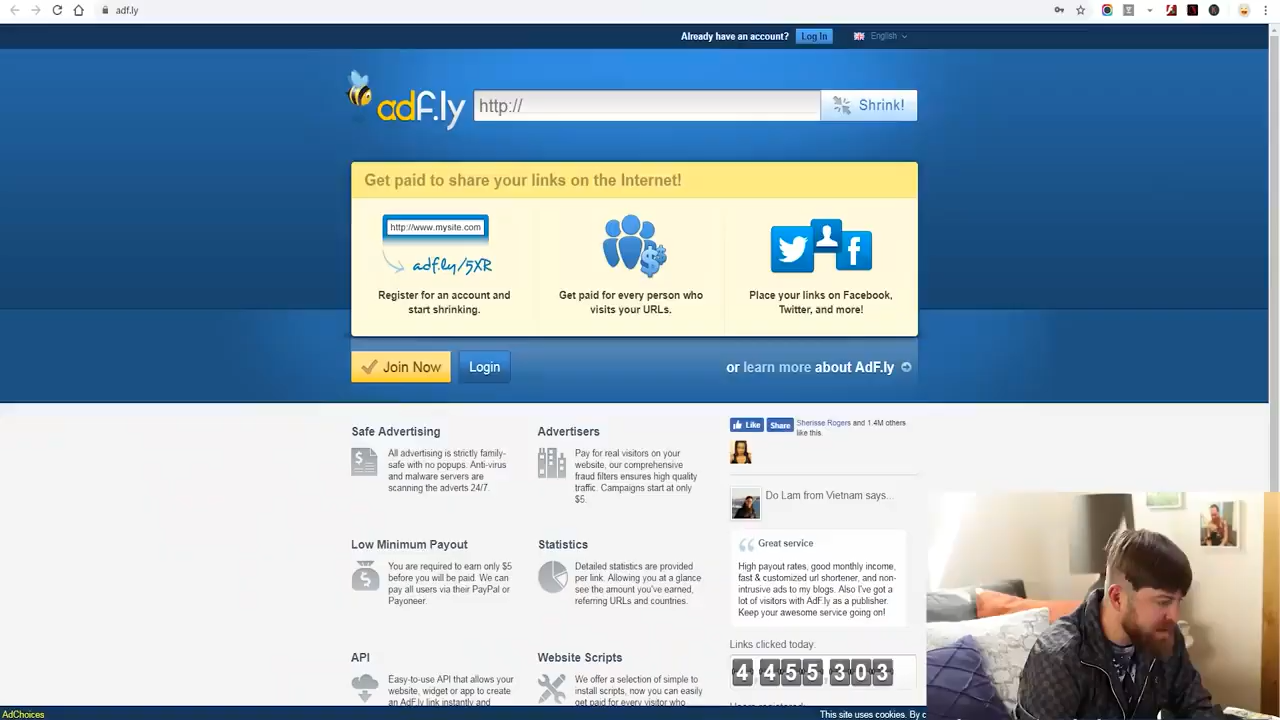 adf.ly
Already have an account? Log In English
adf.ly http:// Shrink!
Get paid to share your links on the Internet!
http://www.mysite.com
adf.ly/5XR
Register for an account and
start shrinking.
Get paid for every person who
visits your URLs.
Place your links on Facebook,
Twitter, and more!
Join Now Login or learn more about AdF.ly
Safe Advertising
All advertising is strictly family-
safe with no popups. Anti-virus
and malware servers are
scanning the adverts 24/7.
Advertisers
Pay for real visitors on your
website, our comprehensive
fraud filters ensures high quality
traffic. Campaigns start at only
$5.
Like Share Sherisse Rogers and 1.4M others
like this.
Do Lam from Vietnam says...
Great service
High payout rates, good monthly income,
fast & customized url shortener, and non-
intrusive ads to my blogs. Also I've got a
lot of visitors with AdF.ly as a publisher.
Keep your awesome service going on!
Low Minimum Payout
You are required to earn only $5
before you will be paid. We can
pay all users via their PayPal or
Payoneer.
Statistics
Detailed statistics are provided
per link. Allowing you at a glance
see the amount you've earned,
referring URLs and countries.
Links clicked today:
4 455 303
API
Easy-to-use API that allows your
website, widget or app to create
an AdF.ly link instantly and
Website Scripts
We offer a selection of simple to
install scripts, now you can easily
get paid for every visitor who
AdChoices
This site uses cookies. By c